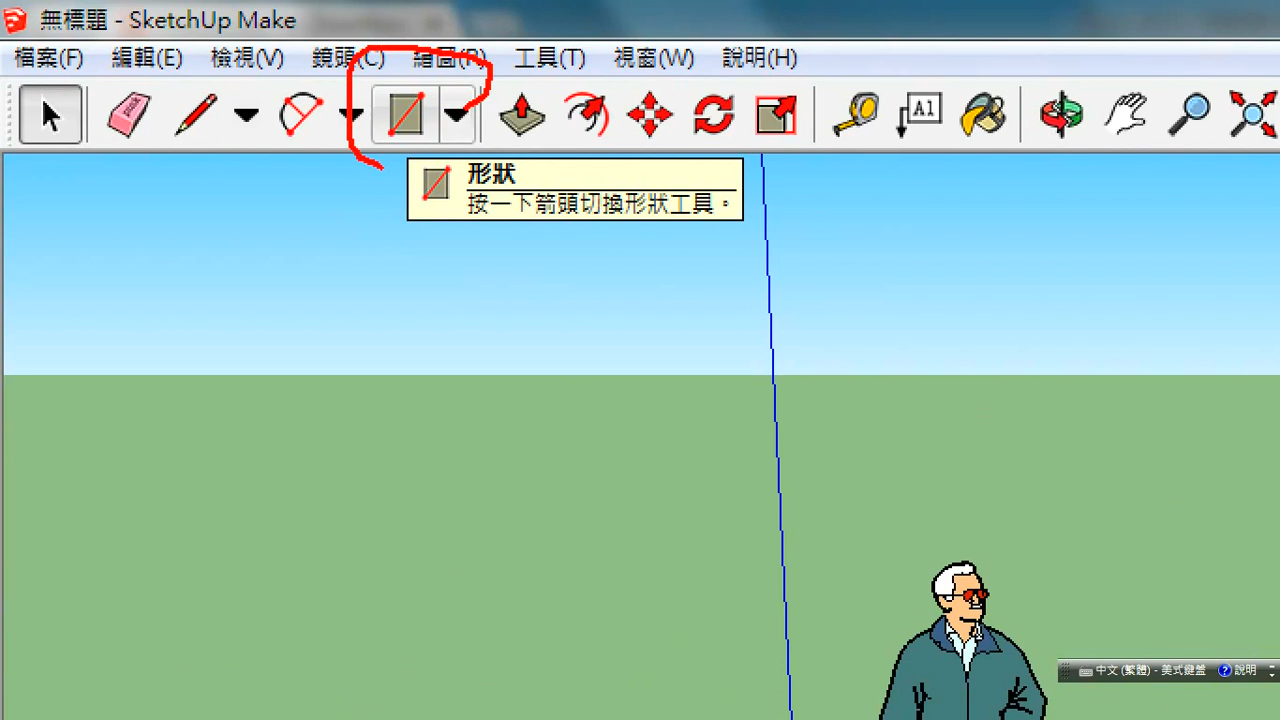 無標題 - SketchUp Make
檔案(F) 編輯(E) 檢視(V) 鏡頭(C) 繪圖(R) 工具(T) 視窗(W) 說明(H)
A1
形狀
按一下箭頭切換形狀工具。
中文 (繁體) - 美式鍵盤 說明